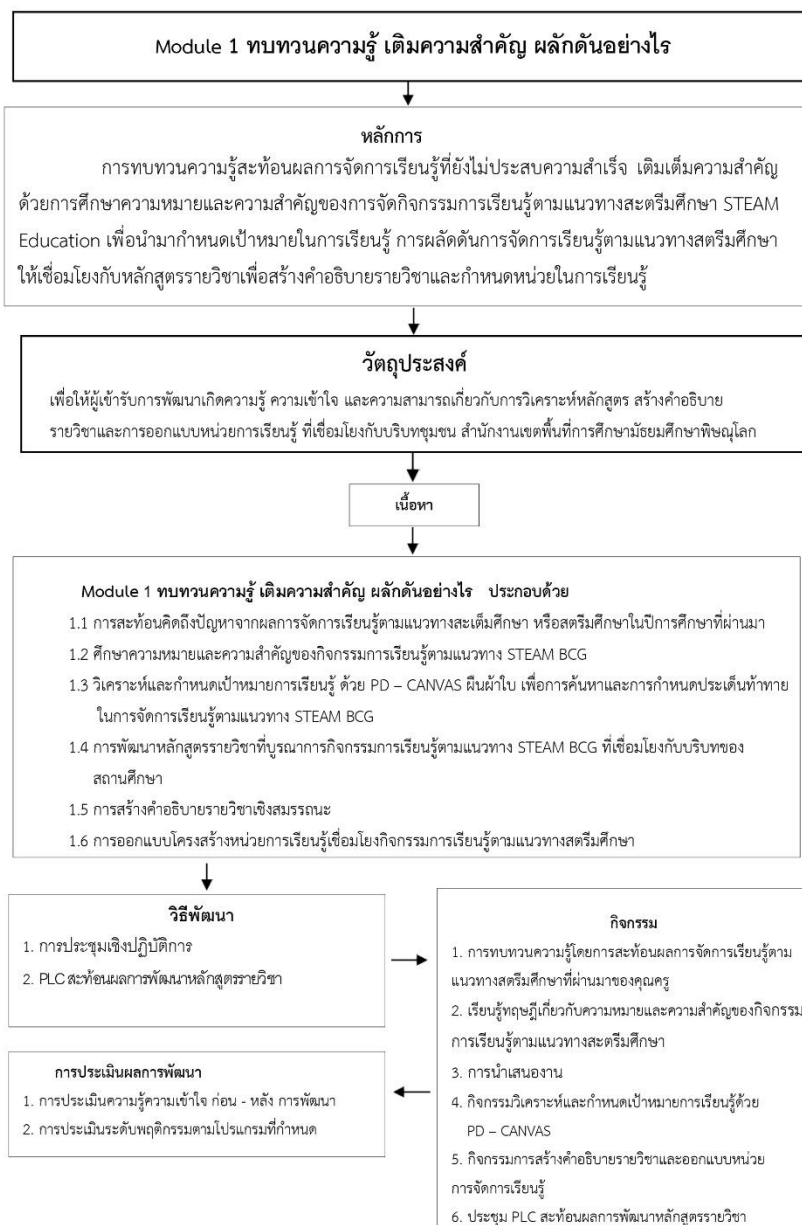 Module 1 ทบทวนความรู้ เติมความสำคัญ ผลักดันอย่างไร
หลักการ
การทบทวนความรู้สะท้อนผลการจัดการเรียนรู้ที่ยังไม่ประสบความสำเร็จ เติมเต็มความสำคัญ
ด้วยการศึกษาความหมายและความสำคัญของการจัดกิจกรรมการเรียนรู้ตามแนวทางสะตรีมศึกษา STEAM
Education เพื่อนำมากำหนดเป้าหมายในการเรียนรู้ การผลัดดันการจัดการเรียนรู้ตามแนวทางสตรีมศึกษา
ให้เชื่อมโยงกับหลักสูตรรายวิชาเพื่อสร้างคำอธิบายรายวิชาและกำหนดหน่วยในการเรียนรู้
วัตถุประสงค์
เพื่อให้ผู้เข้ารับการพัฒนาเกิดความรู้ ความเข้าใจ และความสามารถเกี่ยวกับการวิเคราะห์หลักสูตร สร้างคำอธิบาย
รายวิชาและการออกแบบหน่วยการเรียนรู้ ที่เชื่อมโยงกับบริบทชุมชน สำนักงานเขตพื้นที่การศึกษามัธยมศึกษาพิษณุโลก
เนื้อหา
Module 1 ทบทวนความรู้ เติมความสำคัญ ผลักดันอย่างไร ประกอบด้วย
1.1 การสะท้อนคิดถึงปัญหาจากผลการจัดการเรียนรู้ตามแนวทางสะเต็มศึกษา หรือสตรีมศึกษาในปีการศึกษาที่ผ่านมา
1.2 ศึกษาความหมายและความสำคัญของกิจกรรมการเรียนรู้ตามแนวทาง STEAM BCG
1.3 วิเคราะห์และกำหนดเป้าหมายการเรียนรู้ ด้วย PD – CANVAS ผืนผ้าใบ เพื่อการค้นหาและการกำหนดประเด็นท้าทาย
ในการจัดการเรียนรู้ตามแนวทาง STEAM BCG
1.4 การพัฒนาหลักสูตรรายวิชาที่บูรณาการกิจกรรมการเรียนรู้ตามแนวทาง STEAM BCG ที่เชื่อมโยงกับบริบทของ
สถานศึกษา
1.5 การสร้างคำอธิบายรายวิชาเชิงสมรรถนะ
1.6 การออกแบบโครงสร้างหน่วยการเรียนรู้เชื่อมโยงกิจกรรมการเรียนรู้ตามแนวทางสตรีมศึกษา
วิธีพัฒนา
1. การประชุมเชิงปฏิบัติการ
2. PLC สะท้อนผลการพัฒนาหลักสูตรรายวิชา
กิจกรรม
1. การทบทวนความรู้โดยการสะท้อนผลการจัดการเรียนรู้ตาม
แนวทางสตรีมศึกษาที่ผ่านมาของคุณครู
2. เรียนรู้ทฤษฎีเกี่ยวกับความหมายและความสำคัญของกิจกรรม
การเรียนรู้ตามแนวทางสะตรีมศึกษา
3. การนำเสนองาน
4. กิจกรรมวิเคราะห์และกำหนดเป้าหมายการเรียนรู้ด้วย
PD – CANVAS
5. กิจกรรมการสร้างคำอธิบายรายวิชาและออกแบบหน่วย
การจัดการเรียนรู้
6. ประชุม PLC สะท้อนผลการพัฒนาหลักสูตรรายวิชา
การประเมินผลการพัฒนา
1. การประเมินความรู้ความเข้าใจ ก่อน - หลัง การพัฒนา
2. การประเมินระดับพฤติกรรมตามโปรแกรมที่กำหนด